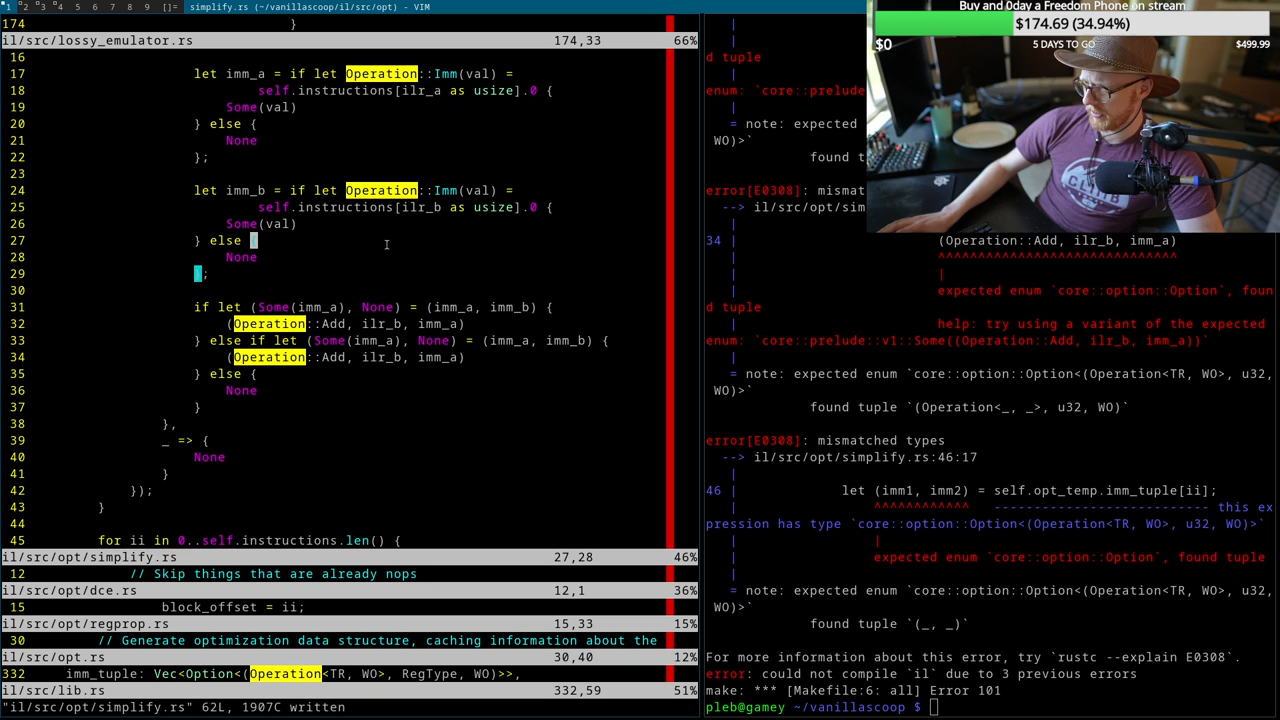 1 2 3 4 5 6 7 8 9 []= simplify.rs (~/vanillascoop/il/src/opt) - VIM
174 }
il/src/lossy_emulator.rs 174,33 66%
16
17 let imm_a = if let Operation::Imm(val) =
18 self.instructions[ilr_a as usize].0 {
19 Some(val)
20 } else {
21 None
22 };
23
24 let imm_b = if let Operation::Imm(val) =
25 self.instructions[ilr_b as usize].0 {
26 Some(val)
27 } else {
28 None
29 };
30
31 if let (Some(imm_a), None) = (imm_a, imm_b) {
32 (Operation::Add, ilr_b, imm_a)
33 } else if let (Some(imm_a), None) = (imm_a, imm_b) {
34 (Operation::Add, ilr_b, imm_a)
35 } else {
36 None
37 }
38 },
39 _ => {
40 None
41 }
42 });
43 }
44
45 for ii in 0..self.instructions.len() {
il/src/opt/simplify.rs 27,28 46%
12 // Skip things that are already nops
il/src/opt/dce.rs 12,1 36%
15 block_offset = ii;
il/src/opt/regprop.rs 15,33 15%
30 // Generate optimization data structure, caching information about the
il/src/opt.rs 30,40 12%
332 imm_tuple: Vec<Option<(Operation<TR, WO>, RegType, WO)>>,
il/src/lib.rs 332,59 51%
"simplify.rs" 62L, 1907C written
|
d tuple
|
enum: `core::prelude
|
= note: expected
WO)>`
found t
error[E0308]: mismat
--> il/src/opt/sim
|
34 | (Operation::Add, ilr_b, imm_a)
| ^^^^^^^^^^^^^^^^^^^^^^^^^^^^^^
| |
| expected enum `core::option::Option`, foun
d tuple
| help: try using a variant of the expected
enum: `core::prelude::v1::Some((Operation::Add, ilr_b, imm_a))`
|
= note: expected enum `core::option::Option<(Operation<TR, WO>, u32,
WO)>`
found tuple `(Operation<_, _>, u32, WO)`
error[E0308]: mismatched types
--> il/src/opt/simplify.rs:46:17
|
46 | let (imm1, imm2) = self.opt_temp.imm_tuple[ii];
| ^^^^^^^^^^^^ --------------------------- this ex
pression has type `core::option::Option<(Operation<TR, WO>, u32, WO)>`
| |
| expected enum `core::option::Option`, found tuple
|
= note: expected enum `core::option::Option<(Operation<TR, WO>, u32,
WO)>`
found tuple `(_, _)`
For more information about this error, try `rustc --explain E0308`.
error: could not compile `il` due to 3 previous errors
make: *** [Makefile:6: all] Error 101
pleb@gamey ~/vanillascoop $
Buy and 0day a Freedom Phone on stream
$174.69 (34.94%)
$0 5 DAYS TO GO $499.99
CLUB